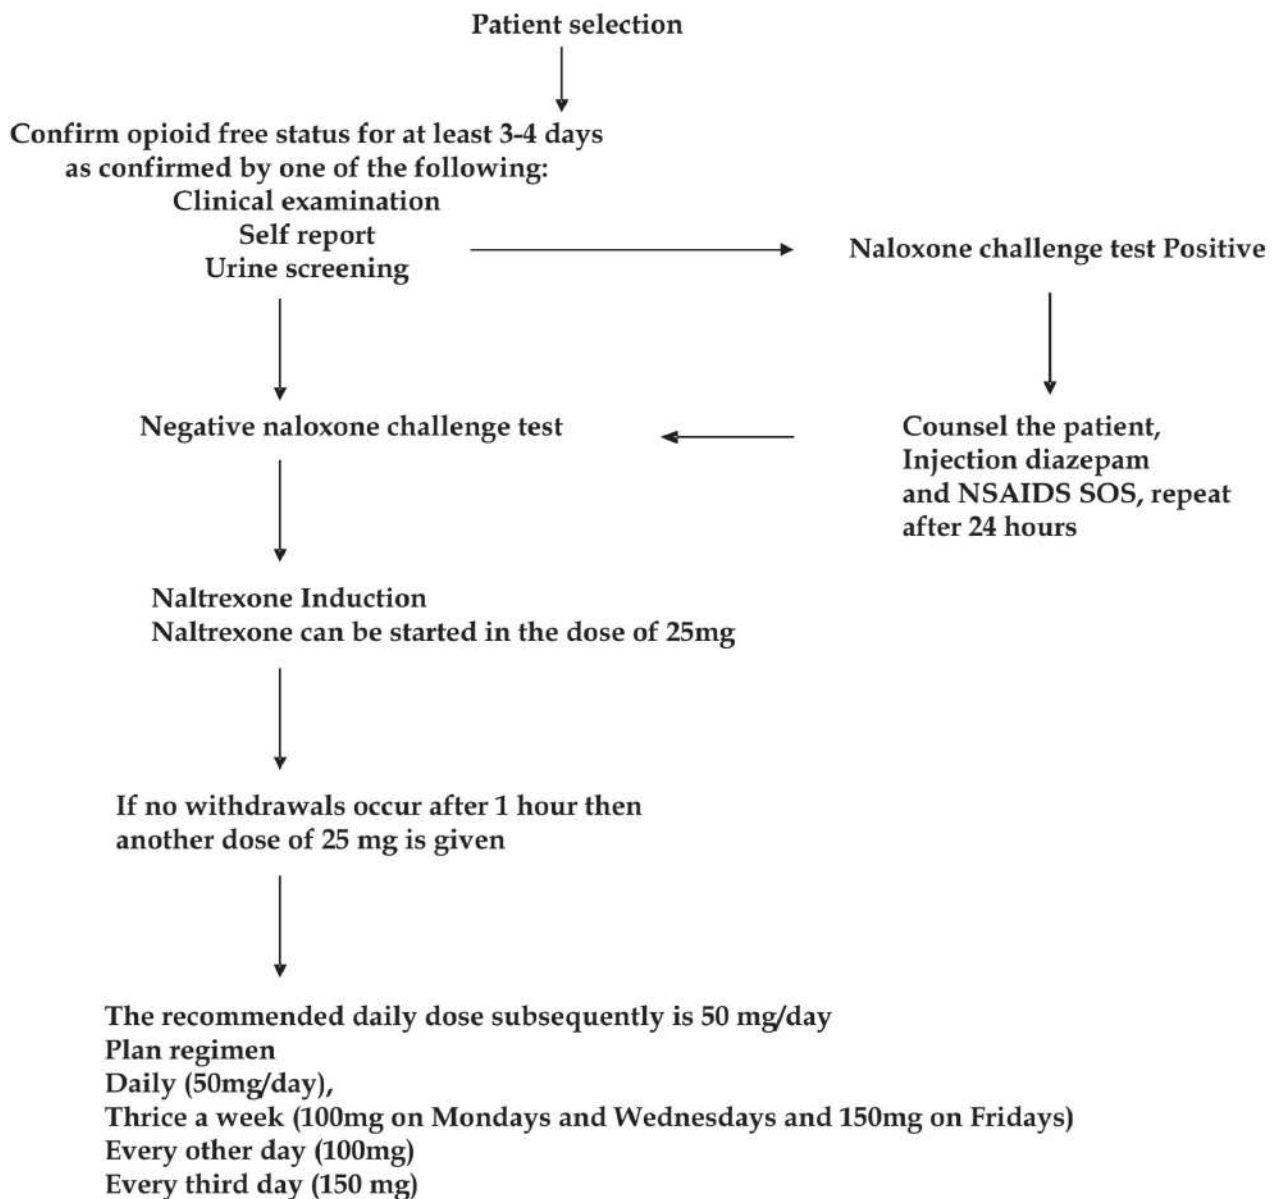 Patient selection
Confirm opioid free status for at least 3-4 days
as confirmed by one of the following:
Clinical examination
Self report
Urine screening
Naloxone challenge test Positive
Negative naloxone challenge test
Counsel the patient,
Injection diazepam
and NSAIDS SOS, repeat
after 24 hours
Naltrexone Induction
Naltrexone can be started in the dose of 25mg
If no withdrawals occur after 1 hour then
another dose of 25 mg is given
The recommended daily dose subsequently is 50 mg/day
Plan regimen
Daily (50mg/day),
Thrice a week (100mg on Mondays and Wednesdays and 150mg on Fridays)
Every other day (100mg)
Every third day (150 mg)